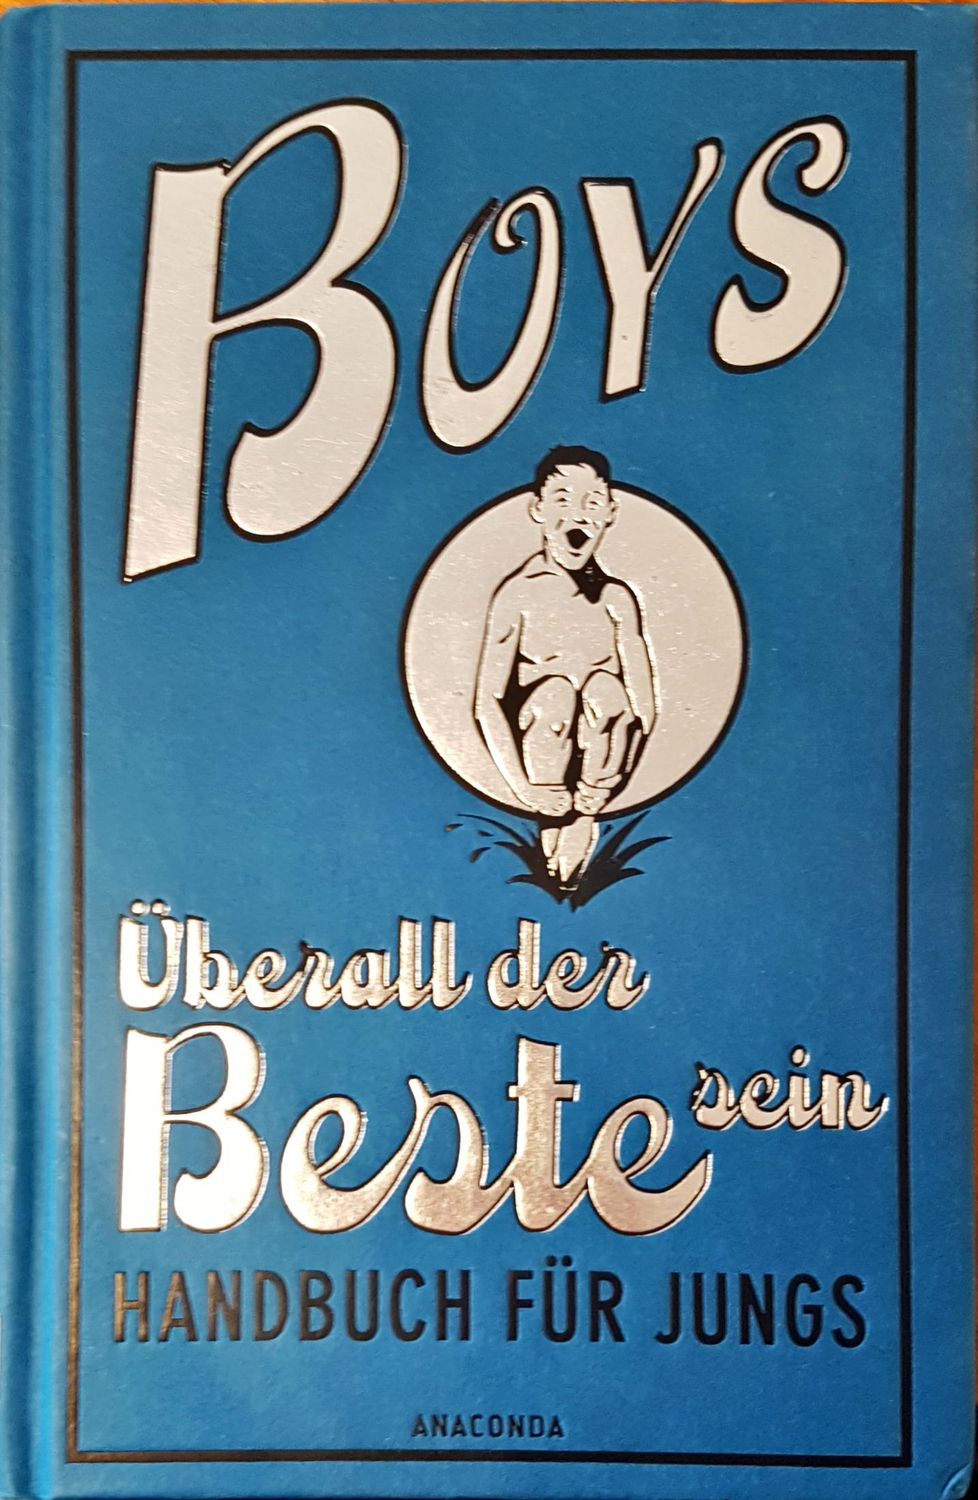 BOYS
Überall der
Beste sein
HANDBUCH FÜR JUNGS
ANACONDA